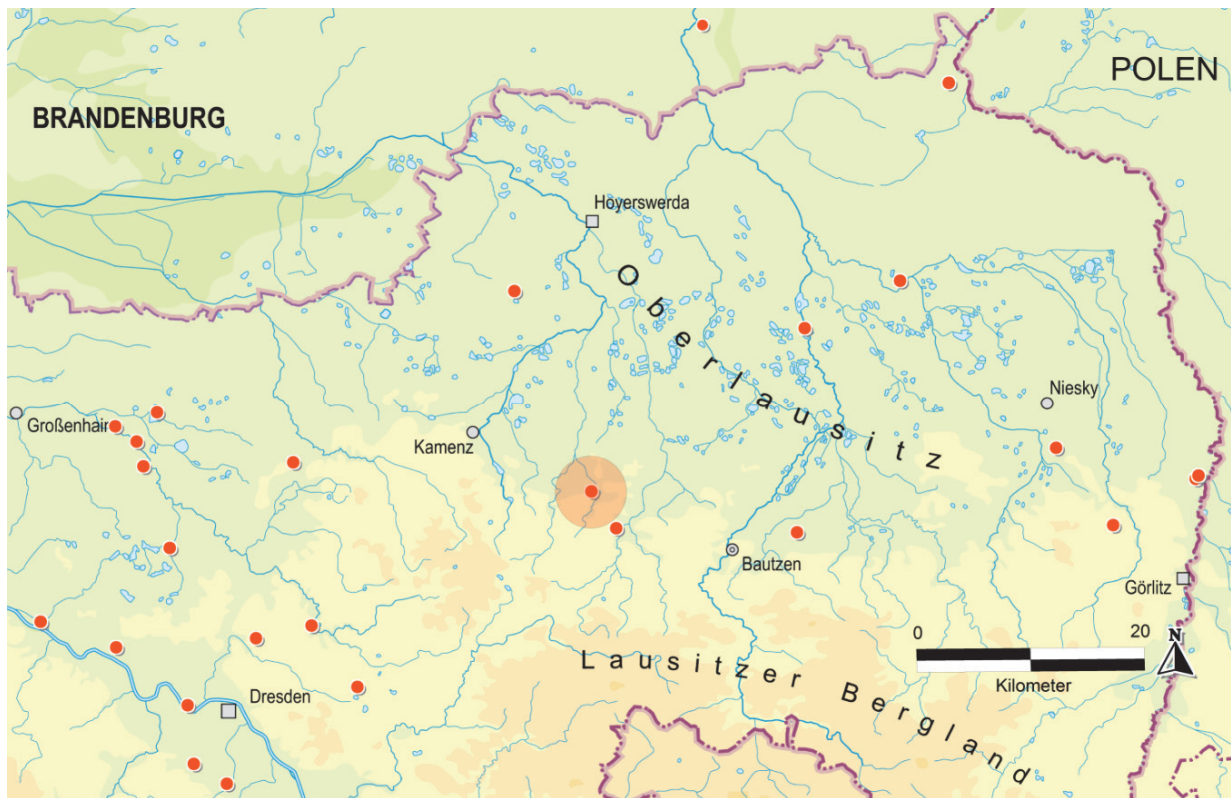 POLEN
BRANDENBURG
Hoyerswerda
Oberlausitz
Niesky
Großenhain
Kamenz
Bautzen
Görlitz
0 20
N
Kilometer
Lausitzer Bergland
Dresden